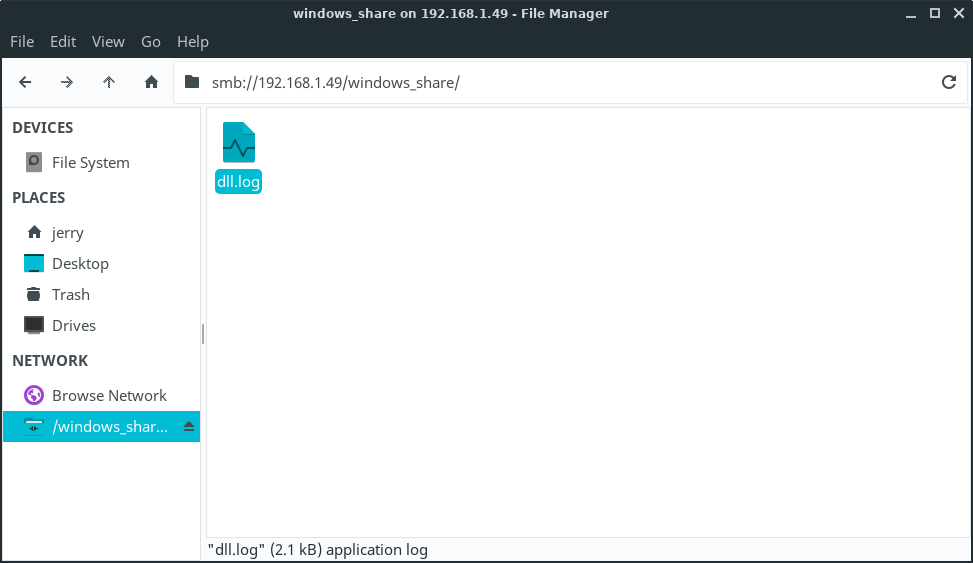 windows_share on 192.168.1.49 - File Manager
File Edit View Go Help
smb://192.168.1.49/windows_share/
DEVICES
File System
PLACES
jerry
Desktop
Trash
Drives
NETWORK
Browse Network
/windows_shar...
dll.log
"dll.log" (2.1 kB) application log